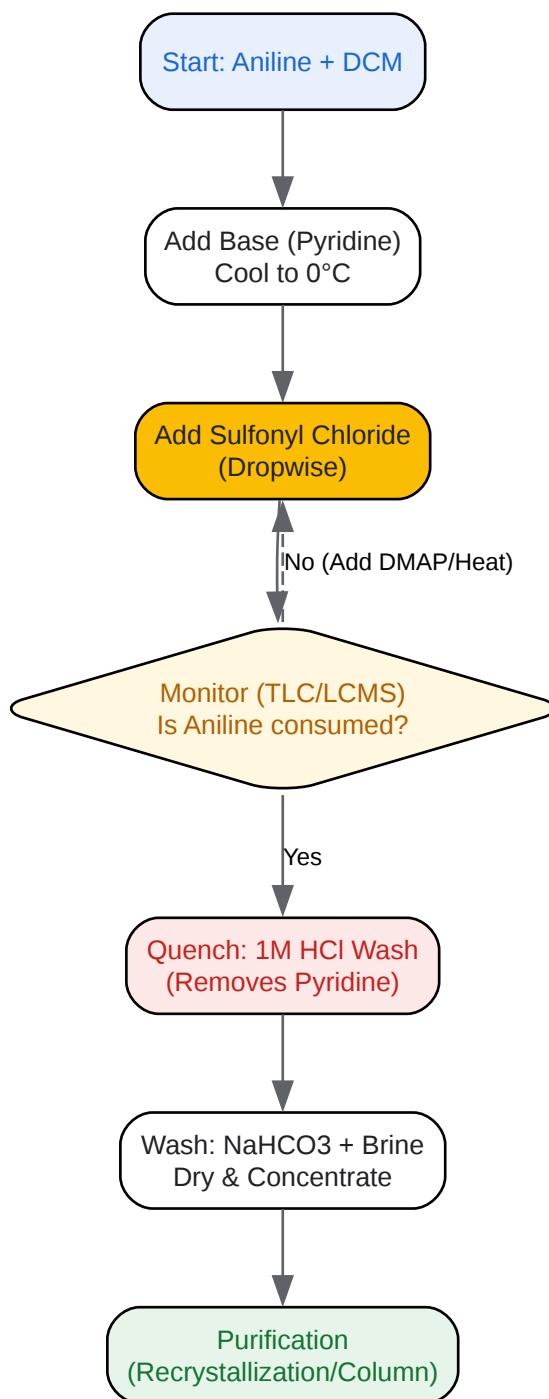 Start: Aniline + DCM
Add Base (Pyridine)
Cool to 0°C
Add Sulfonyl Chloride
(Dropwise)
No (Add DMAP/Heat)
Monitor (TLC/LCMS)
Is Aniline consumed?
Yes
Quench: 1M HCl Wash
(Removes Pyridine)
Wash: NaHCO3 + Brine
Dry & Concentrate
Purification
(Recrystallization/Column)